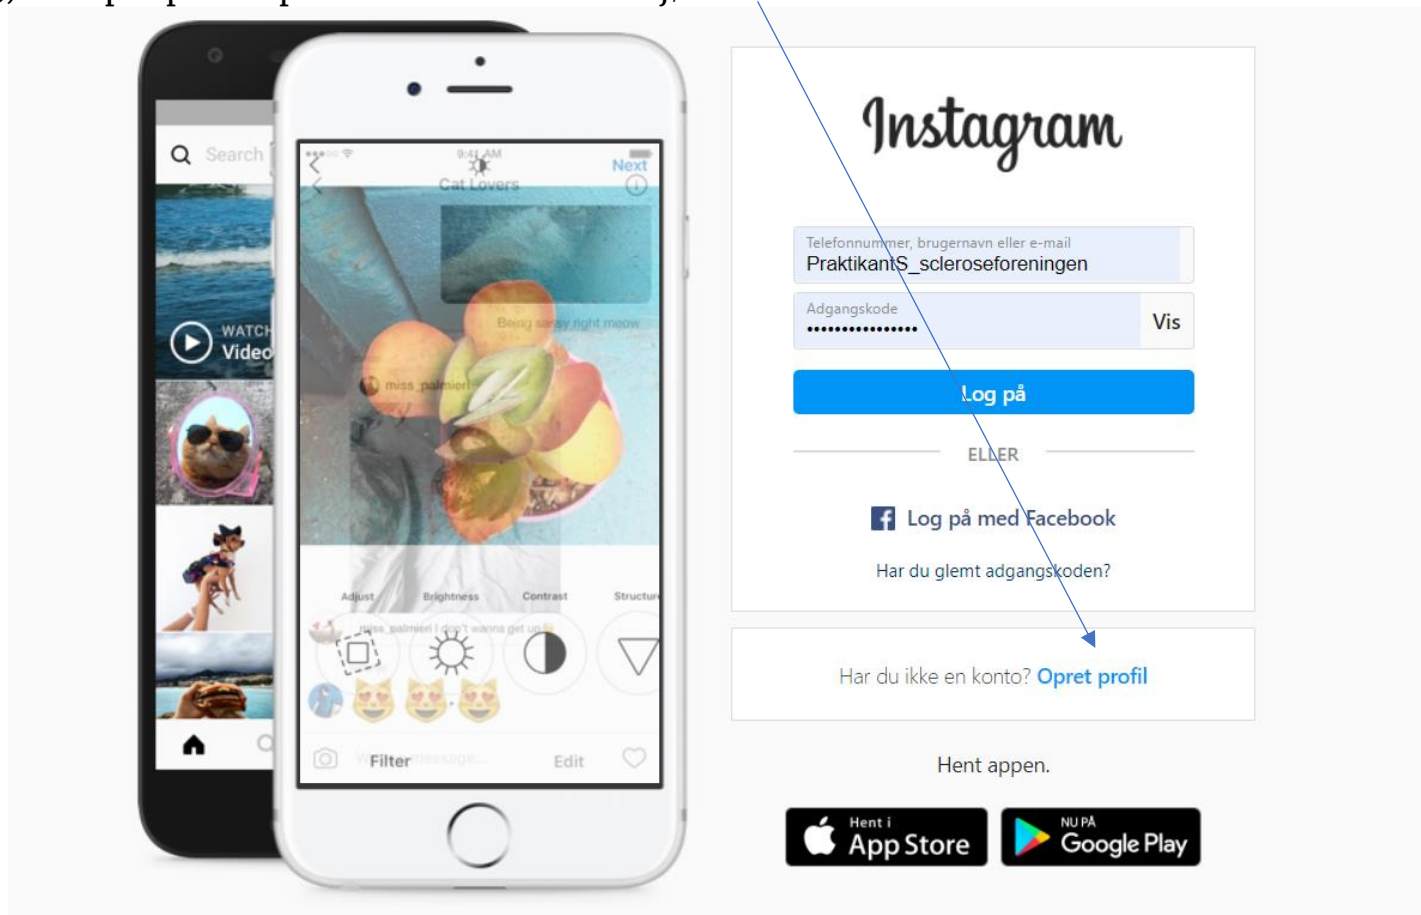 Search
WATCH
Video
9:41 AM
Next
Cat Lovers
Being sassy right meow
miss_palmieri
Adjust
Brightness
Contrast
Structure
miss_palmieri I don't wanna get up
Filter
message...
Edit
Instagram
Telefonnummer, brugernavn eller e-mail
PraktikantS_scleroseforeningen
Adgangskode
••••••••••••••••
Vis
Log på
ELLER
Log på med Facebook
Har du glemt adgangskoden?
Har du ikke en konto? Opret profil
Hent appen.
Hent i
App Store
NU PÅ
Google Play